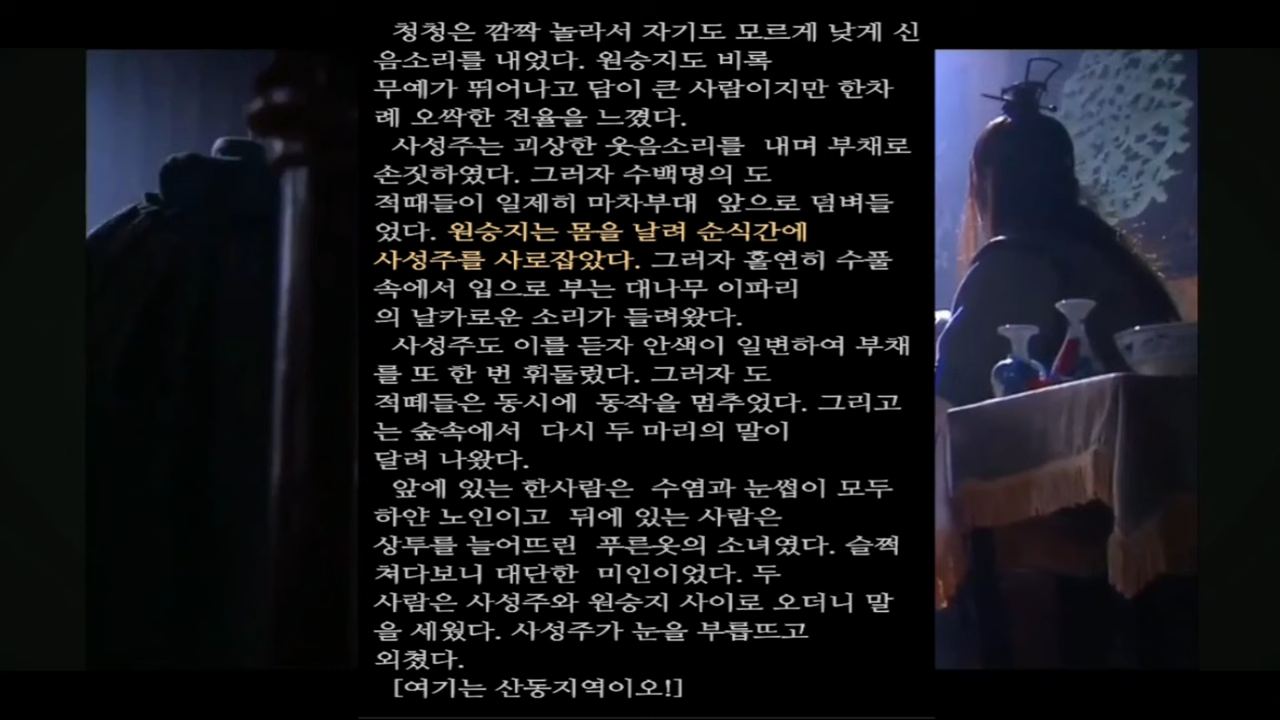 청청은 깜짝 놀라서 자기도 모르게 낮게 신
음소리를 내었다. 원승지도 비록
무예가 뛰어나고 담이 큰 사람이지만 한차
례 오싹한 전율을 느꼈다.
사성주는 괴상한 웃음소리를 내며 부채로
손짓하였다. 그러자 수백명의 도
적때들이 일제히 마차부대 앞으로 덤벼들
었다. 원승지는 몸을 날려 순식간에
사성주를 사로잡았다. 그러자 홀연히 수풀
속에서 입으로 부는 대나무 이파리
의 날카로운 소리가 들려왔다.
사성주도 이를 듣자 안색이 일변하여 부채
를 또 한 번 휘둘렀다. 그러자 도
적떼들은 동시에 동작을 멈추었다. 그리고
는 숲속에서 다시 두 마리의 말이
달려 나왔다.
앞에 있는 한사람은 수염과 눈썹이 모두
하얀 노인이고 뒤에 있는 사람은
상투를 늘어뜨린 푸른옷의 소녀였다. 슬쩍
쳐다보니 대단한 미인이었다. 두
사람은 사성주와 원승지 사이로 오더니 말
을 세웠다. 사성주가 눈을 부릅뜨고
외쳤다.
[여기는 산동지역이오!]